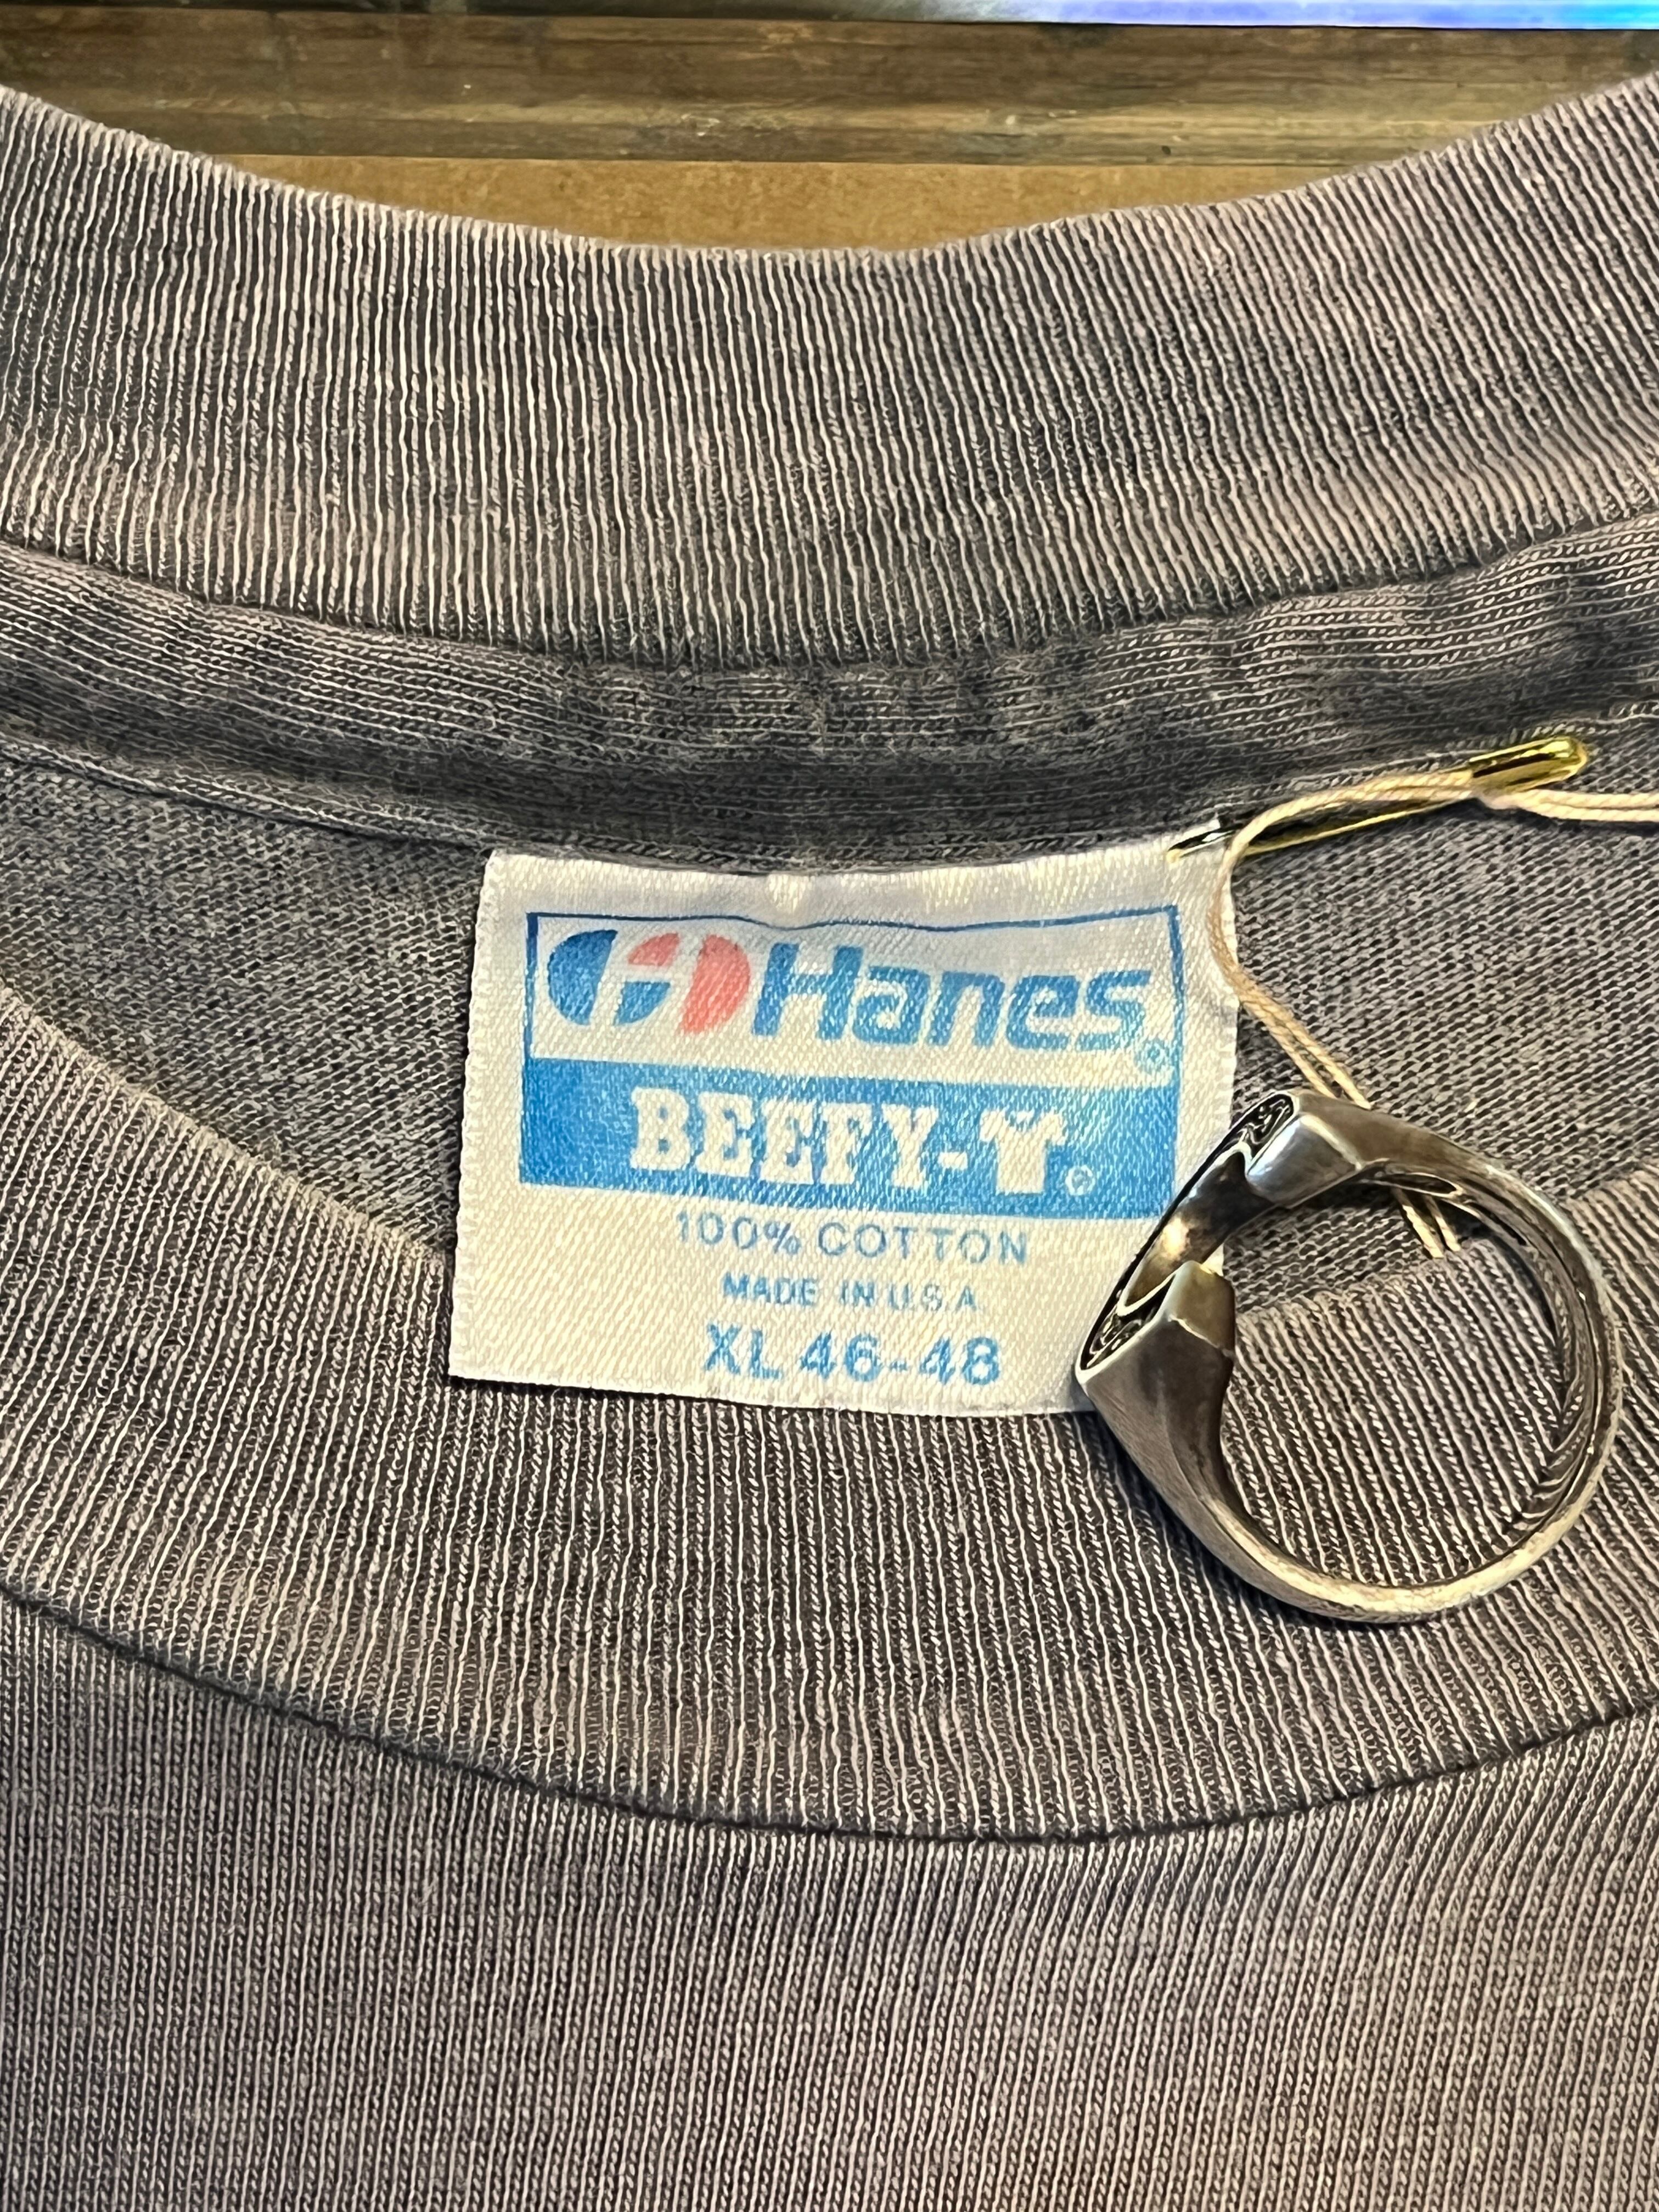 Hanes®
BEEFY-T®
100% COTTON
MADE IN U.S.A.
XL 46-48